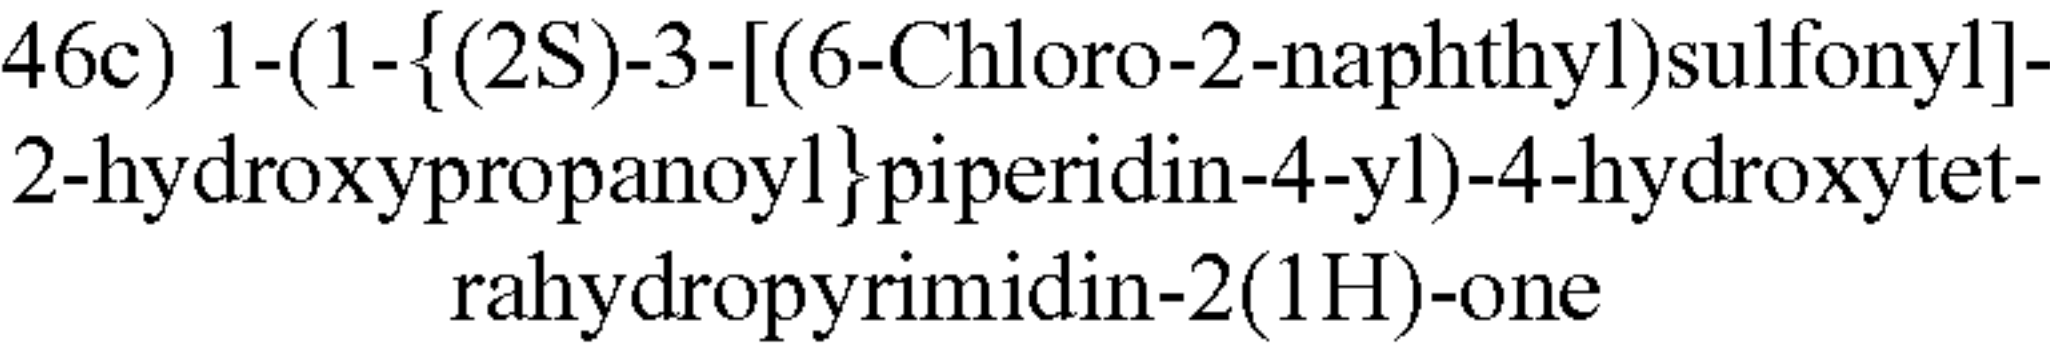 46c) 1-(1-{(2S)-3-[(6-Chloro-2-naphthyl)sulfonyl]-
2-hydroxypropanoyl}piperidin-4-yl)-4-hydroxytet-
rahydropyrimidin-2(1H)-one